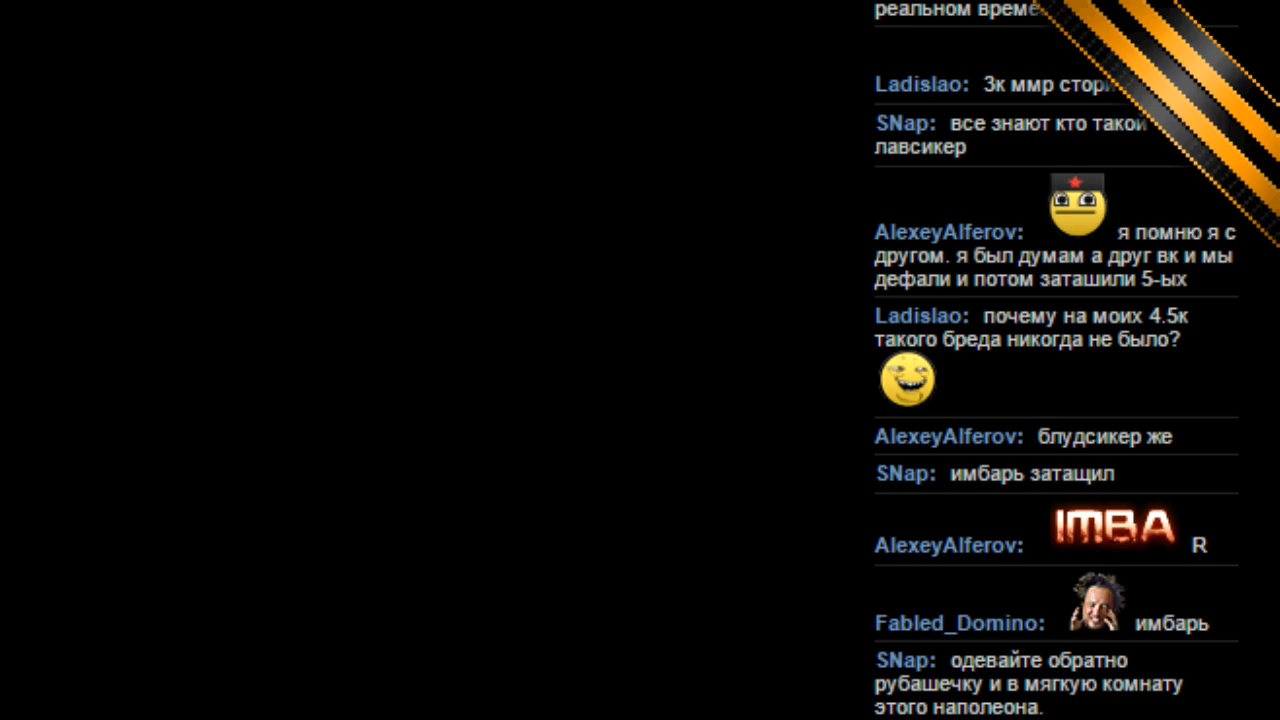 реальном
Ladislao: 3к ммр
SNap: все знают кто такой
лавсикер
AlexeyAlferov: я помню я с
другом. я был думам а друг вк и мы
дефали и потом заташили 5-ых
Ladislao: почему на моих 4.5к
такого бреда никогда не было?
AlexeyAlferov: блудсикер же
SNap: имбарь затащил
AlexeyAlferov: IMBA R
Fabled_Domino: имбарь
SNap: одевайте обратно
рубашечку и в мягкую комнату
этого наполеона.